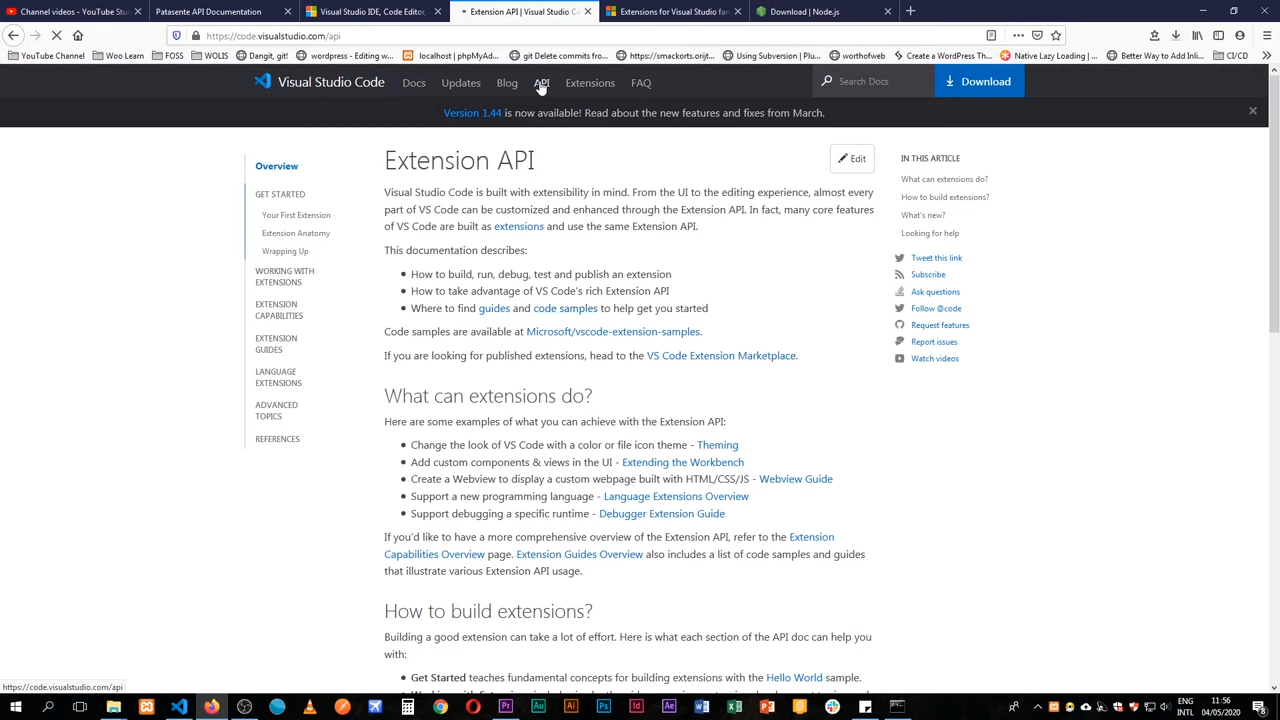 Channel videos - YouTube Stu
Patasente API Documentation
Visual Studio IDE, Code Editor,
Extension API | Visual Studio C
Extensions for Visual Studio fan
Download | Node.js
https://code.visualstudio.com/api
YouTube Channel
Woo Learn
FOSS
WOLIS
Dangit, git!
wordpress - Editing w...
localhost | phpMyAd...
git Delete commits fro...
https://smackorts.orjt...
Using Subversion | Plu...
worthofweb
Create a WordPress Th...
Native Lazy Loading | ...
Better Way to Add Inli...
CI/CD
Visual Studio Code
Docs
Updates
Blog
API
Extensions
FAQ
Search Docs
Download
Version 1.44 is now available! Read about the new features and fixes from March.
Overview
GET STARTED
Your First Extension
Extension Anatomy
Wrapping Up
WORKING WITH
EXTENSIONS
EXTENSION
CAPABILITIES
EXTENSION
GUIDES
LANGUAGE
EXTENSIONS
ADVANCED
TOPICS
REFERENCES
Extension API
Edit
Visual Studio Code is built with extensibility in mind. From the UI to the editing experience, almost every
part of VS Code can be customized and enhanced through the Extension API. In fact, many core features
of VS Code are built as extensions and use the same Extension API.
This documentation describes:
• How to build, run, debug, test and publish an extension
• How to take advantage of VS Code's rich Extension API
• Where to find guides and code samples to help get you started
Code samples are available at Microsoft/vscode-extension-samples.
If you are looking for published extensions, head to the VS Code Extension Marketplace.
What can extensions do?
Here are some examples of what you can achieve with the Extension API:
• Change the look of VS Code with a color or file icon theme - Theming
• Add custom components & views in the UI - Extending the Workbench
• Create a Webview to display a custom webpage built with HTML/CSS/JS - Webview Guide
• Support a new programming language - Language Extensions Overview
• Support debugging a specific runtime - Debugger Extension Guide
If you'd like to have a more comprehensive overview of the Extension API, refer to the Extension
Capabilities Overview page. Extension Guides Overview also includes a list of code samples and guides
that illustrate various Extension API usage.
How to build extensions?
Building a good extension can take a lot of effort. Here is what each section of the API doc can help you
with:
• Get Started teaches fundamental concepts for building extensions with the Hello World sample.
IN THIS ARTICLE
What can extensions do?
How to build extensions?
What's new?
Looking for help
Tweet this link
Subscribe
Ask questions
Follow @code
Request features
Report issues
Watch videos
https://code.visualstudio.com/api
ENG
INTL
11:56
04/05/2020
8